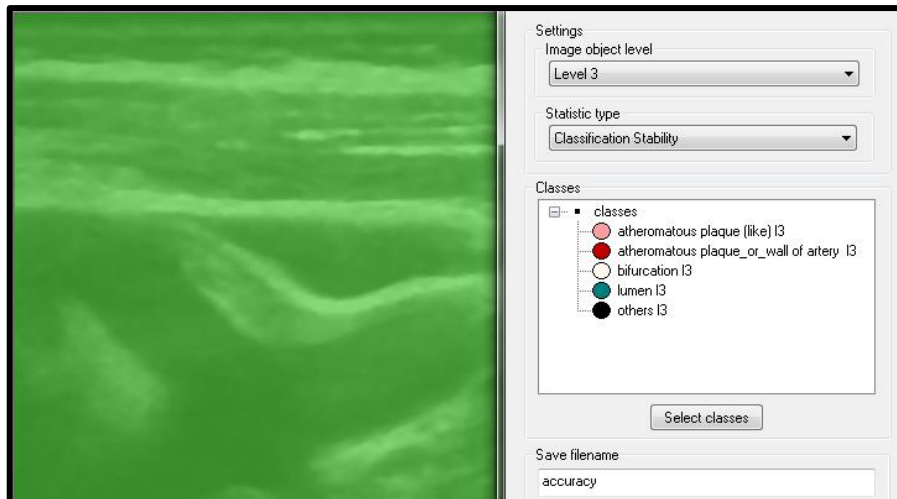 Settings
Image object level
Level 3
Statistic type
Classification Stability
Classes
classes
atheromatous plaque (like) l3
atheromatous plaque_or_wall of artery l3
bifurcation l3
lumen l3
others l3
Select classes
Save filename
accuracy